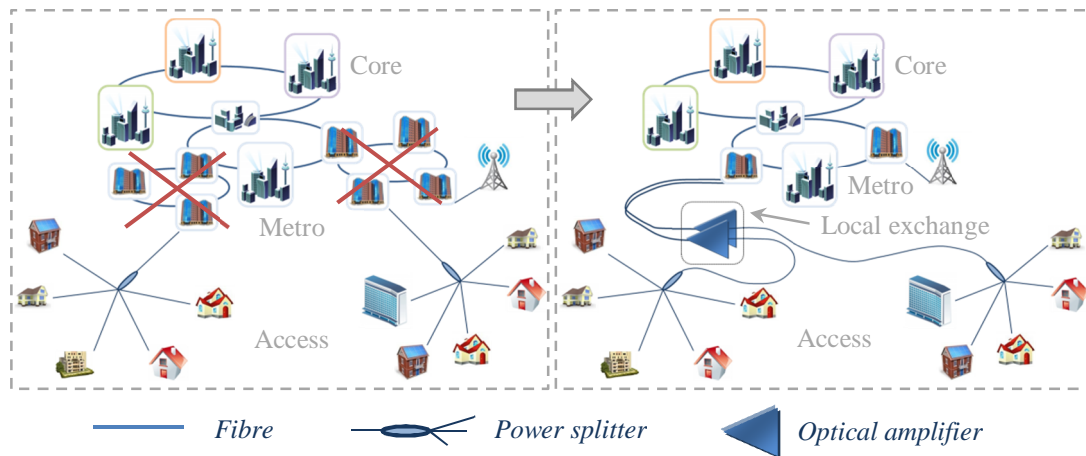 Core
Metro
Access
Core
Metro
Local exchange
Access
Fibre
Power splitter
Optical amplifier